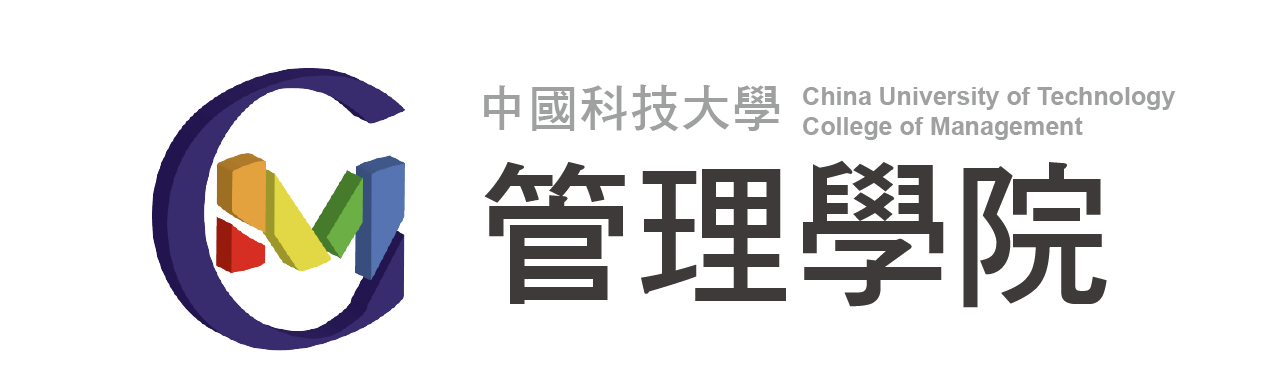 中國科技大學
China University of Technology
College of Management
管理學院